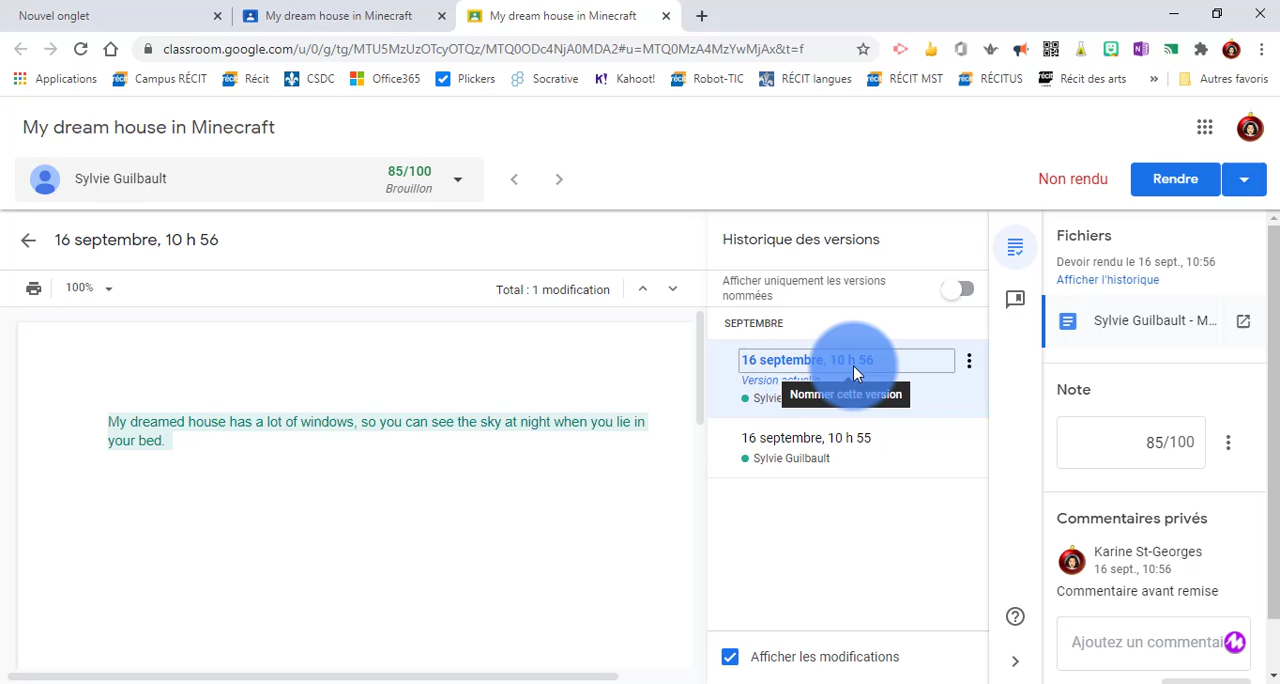 Nouvel onglet
My dream house in Minecraft
My dream house in Minecraft
classroom.google.com/u/0/g/tg/MTU5MzUzOTcyOTQz/MTQ0ODc4NjA0MDA2#u=MTQ0MzA4MzYwMjAx&t=f
Applications
Campus RÉCIT
Récit
CSDC
Office365
Plickers
Socrative
K! Kahoot!
Robot TIC
RÉCIT langues
RÉCIT MST
RÉCITUS
Récit des arts
»
Autres favoris
My dream house in Minecraft
Sylvie Guilbault
85/100
Brouillon
Non rendu
Rendre
16 septembre, 10 h 56
Historique des versions
Fichiers
Devoir rendu le 16 sept., 10:56
Afficher l'historique
100%
Total : 1 modification
Afficher uniquement les versions
nommées
Sylvie Guilbault - M...
SEPTEMBRE
16 septembre, 10 h 56
Version actuelle
Nommer cette version
Sylvie
16 septembre, 10 h 55
Sylvie Guilbault
My dreamed house has a lot of windows, so you can see the sky at night when you lie in
your bed.
Note
85/100
Commentaires privés
Karine St-Georges
16 sept., 10:56
Commentaire avant remise
Ajoutez un commentai
Afficher les modifications